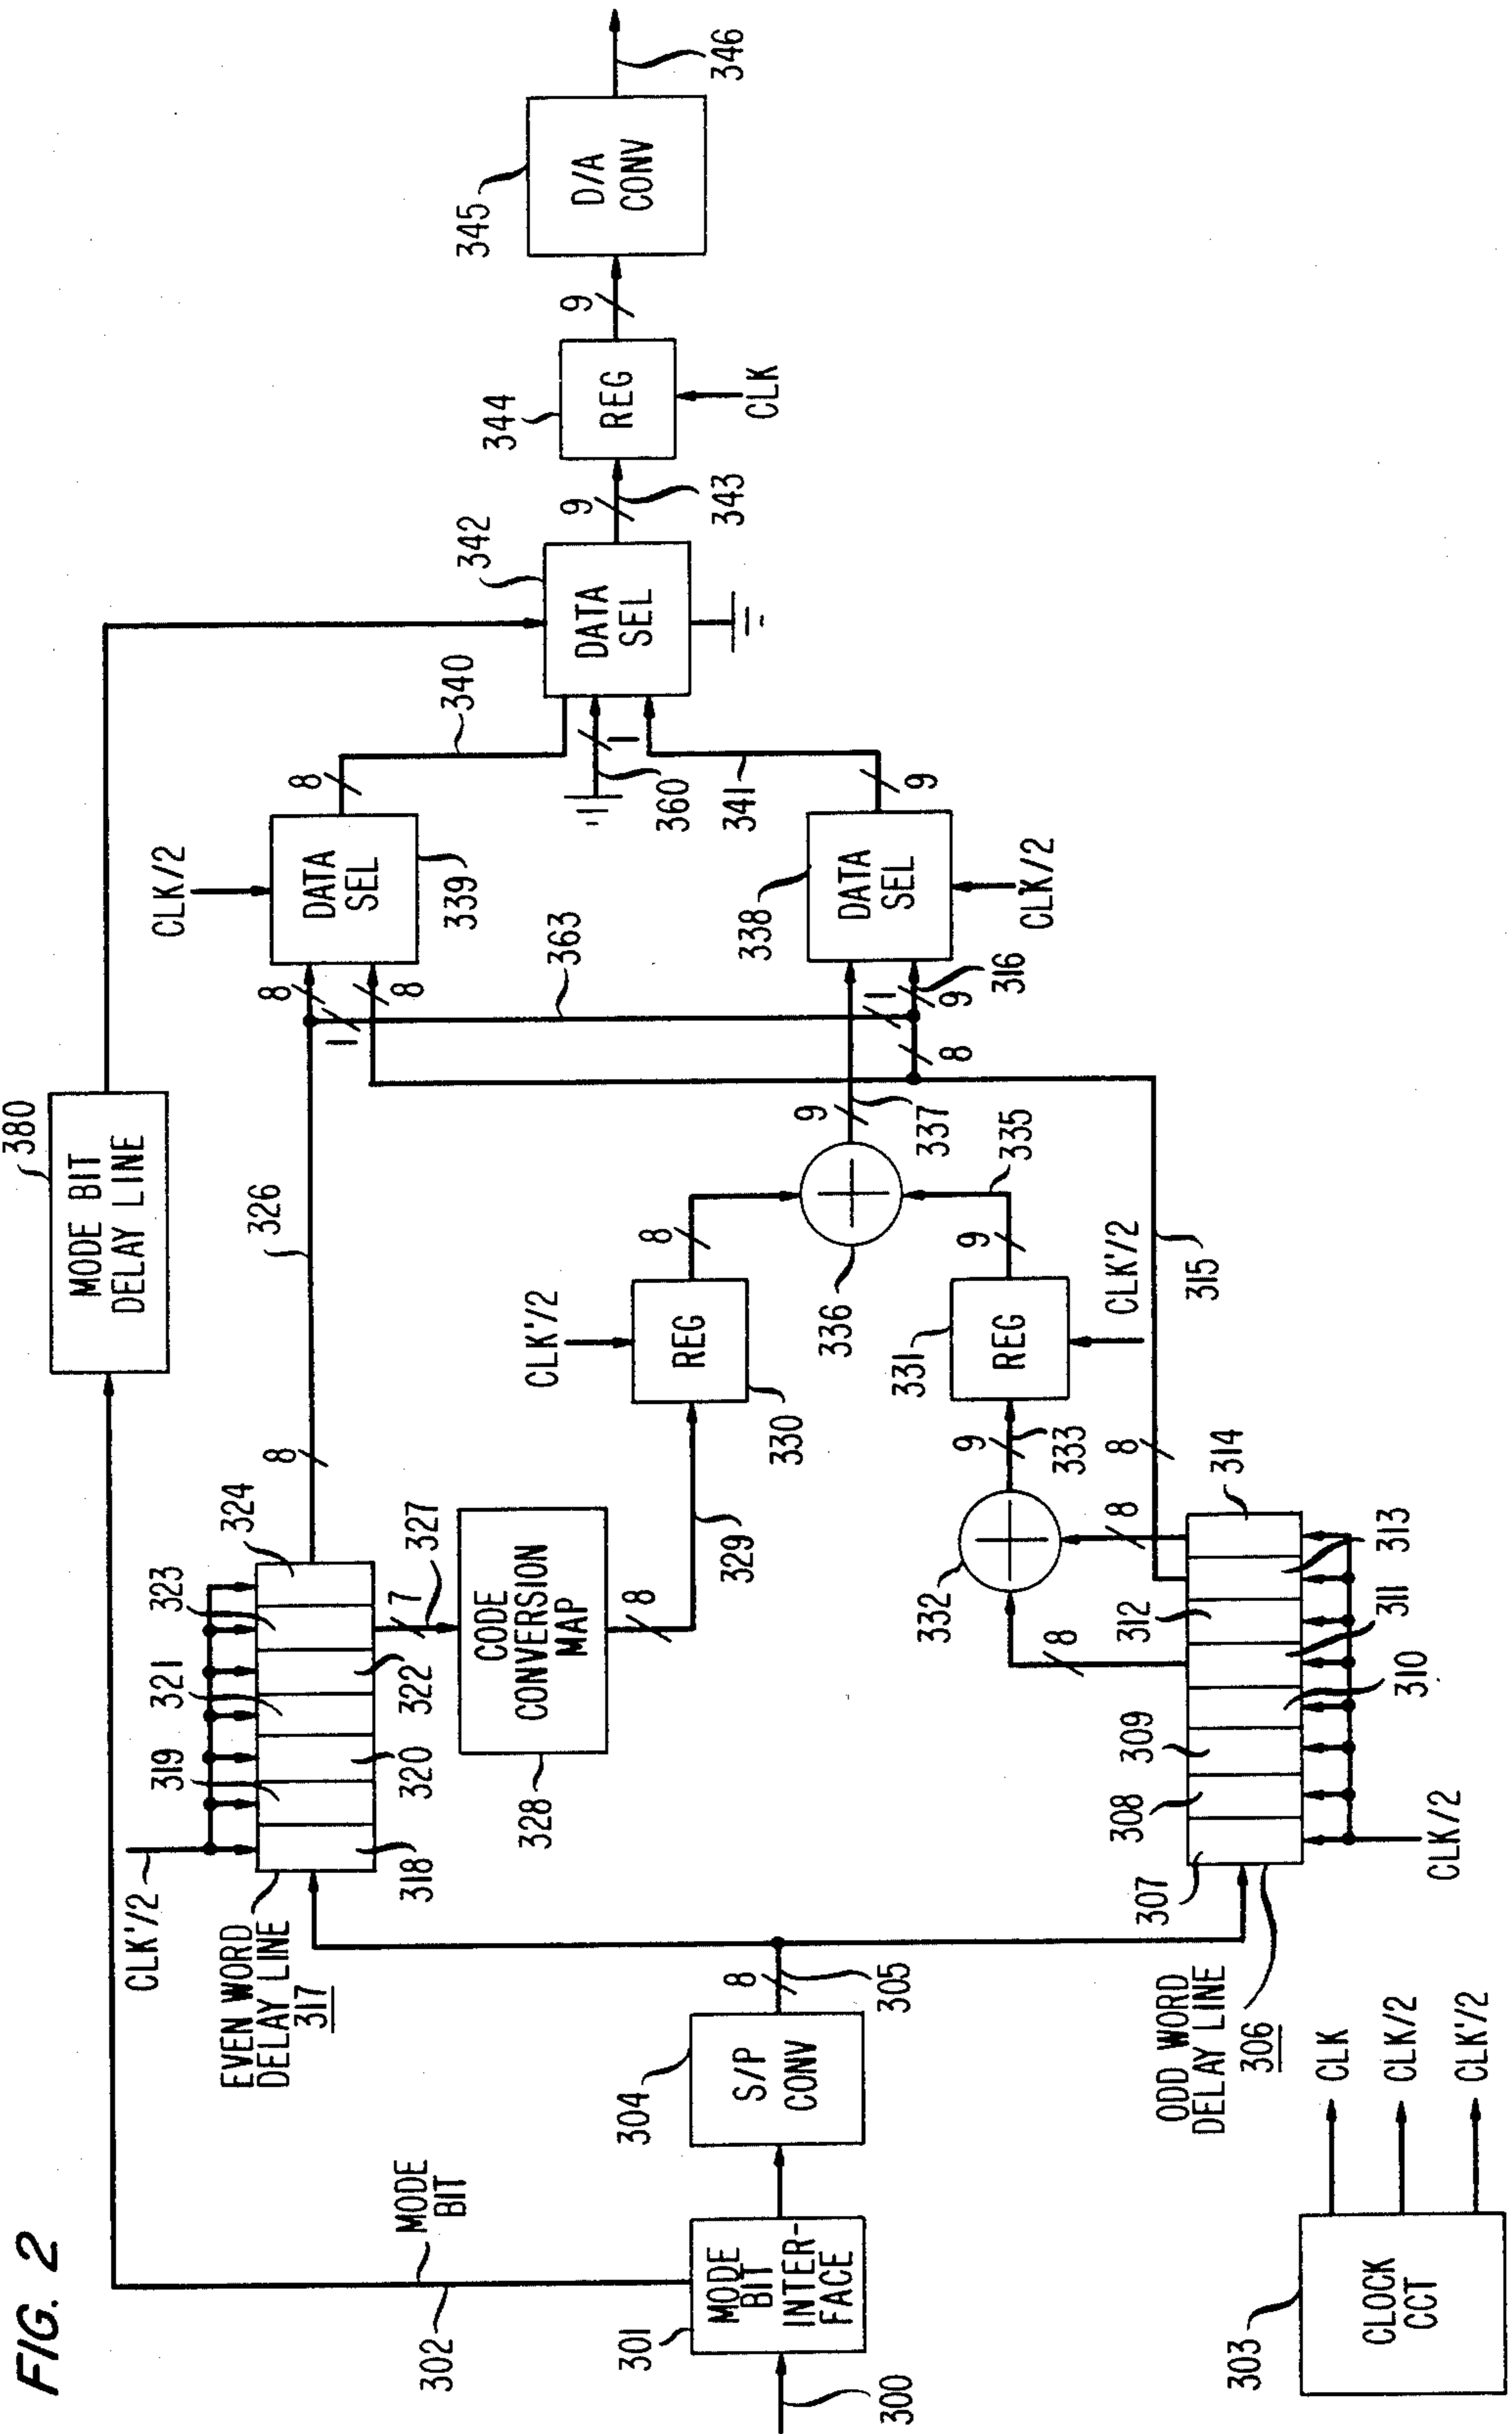 FIG. 2
300
301
MODE
BIT
INTER-
FACE
302
MODE
BIT
303
CLOCK
CCT
CLK
CLK/2
CLK'/2
304
S/P
CONV
8
305
EVEN WORD
DELAY LINE
317
CLK'/2
318
319
320
321
322
323
324
8
326
7
327
CODE
CONVERSION
MAP
328
8
329
ODD WORD
DELAY LINE
306
307
308
309
310
311
312
313
314
CLK/2
8
8
8
315
332
9
333
REG
330
CLK'/2
8
REG
331
CLK'/2
9
335
336
9
337
380
MODE BIT
DELAY LINE
8
1
8
363
1
8
9
316
CLK/2
DATA
SEL
339
8
340
338
DATA
SEL
CLK/2
9
341
360
1
342
DATA
SEL
9
343
344
REG
CLK
9
345
D/A
CONV
346